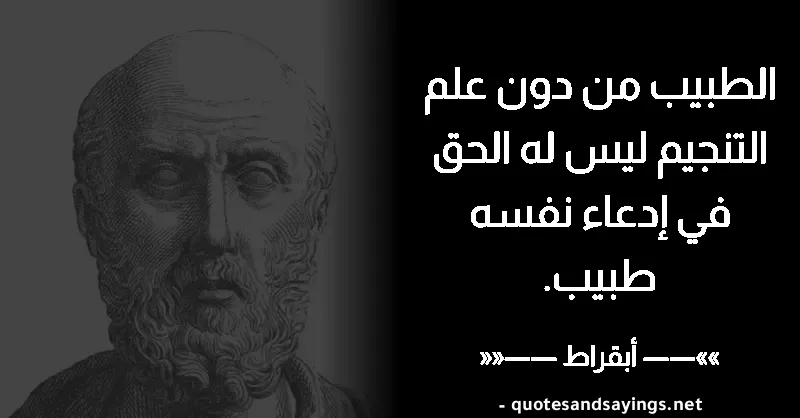 الطبيب من دون علم
التنجيم ليس له الحق
في إدعاء نفسه
طبيب.
»»—— أبقراط ——««
- quotesandsayings.net